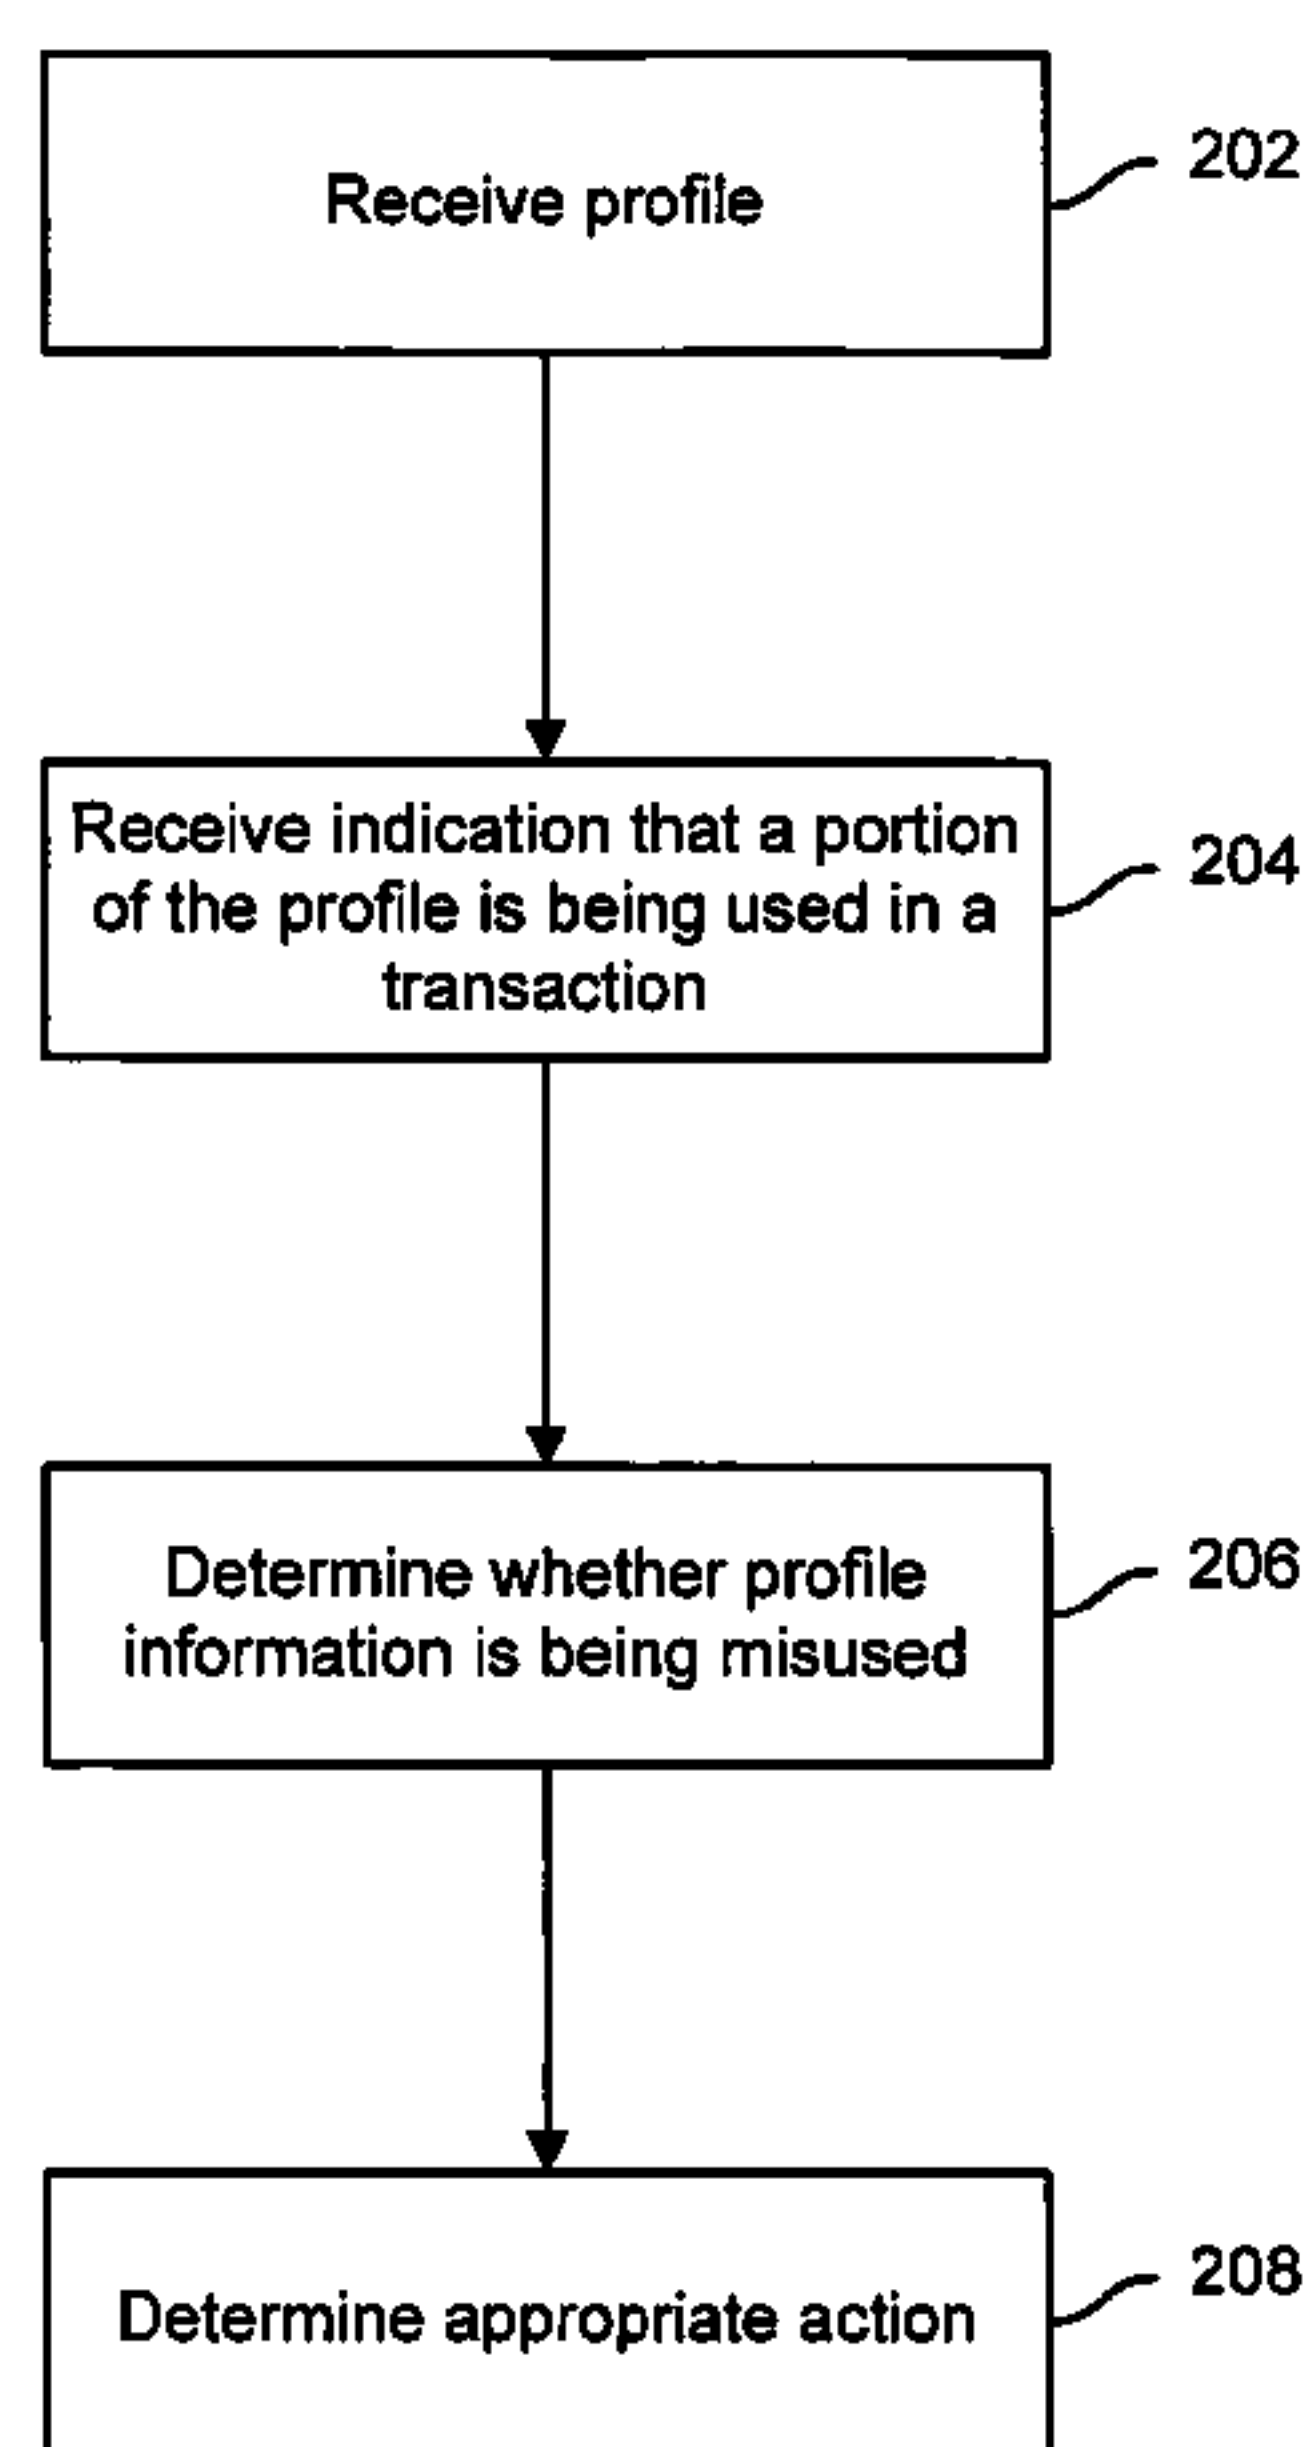 Receive profile
202
Receive indication that a portion
of the profile is being used in a
transaction
204
Determine whether profile
information is being misused
206
Determine appropriate action
208